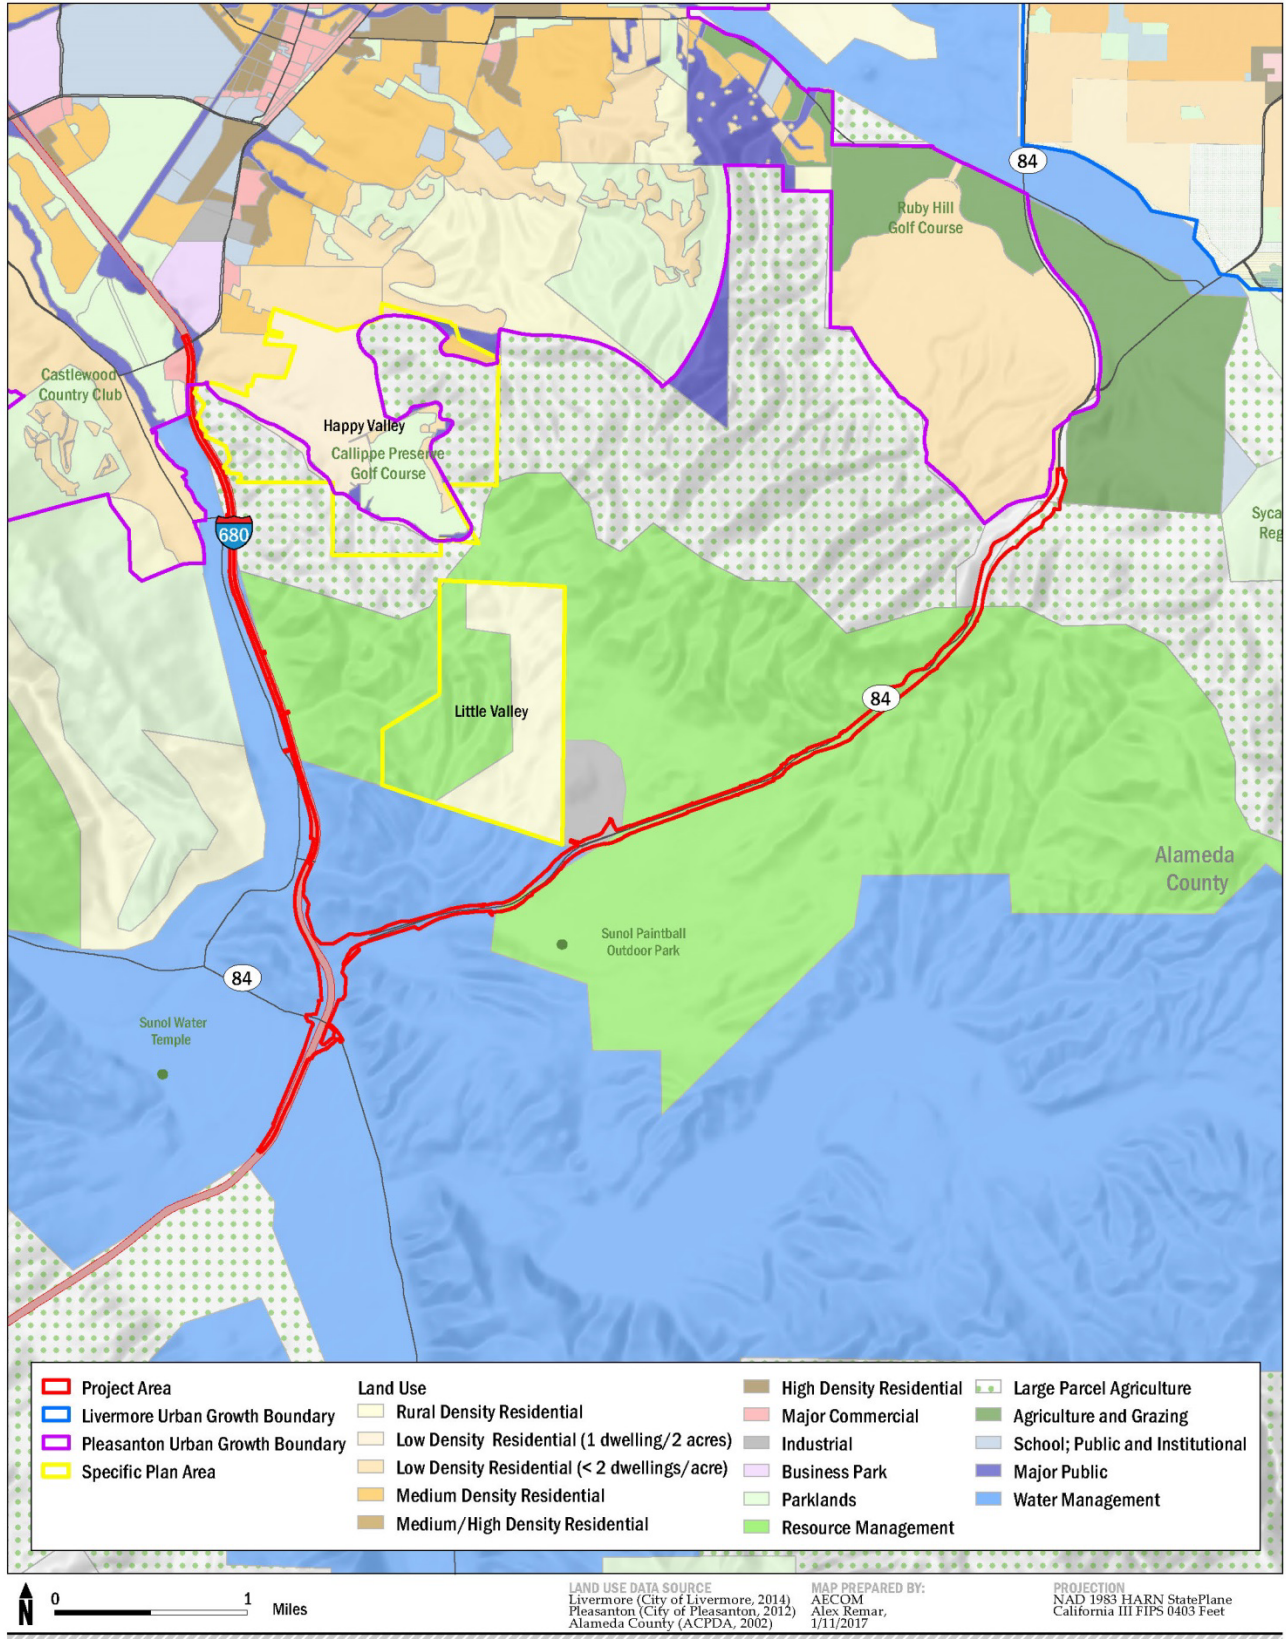 84
Ruby Hill
Golf Course
Castlewood
Country Club
Happy Valley
Callippe Preserve
Golf Course
Syca
Reg
680
84
Little Valley
Alameda
County
Sunol Paintball
Outdoor Park
84
Sunol Water
Temple
Project Area
Livermore Urban Growth Boundary
Pleasanton Urban Growth Boundary
Specific Plan Area
Land Use
Rural Density Residential
Low Density Residential (1 dwelling/2 acres)
Low Density Residential (< 2 dwellings/acre)
Medium Density Residential
Medium/High Density Residential
High Density Residential
Major Commercial
Industrial
Business Park
Parklands
Resource Management
Large Parcel Agriculture
Agriculture and Grazing
School; Public and Institutional
Major Public
Water Management
N
0 1
Miles
LAND USE DATA SOURCE
Livermore (City of Livermore, 2014)
Pleasanton (City of Pleasanton, 2012)
Alameda County (ACPDA, 2002)
MAP PREPARED BY:
AECOM
Alex Remar,
1/11/2017
PROJECTION
NAD 1983 HARN StatePlane
California III FIPS 0403 Feet